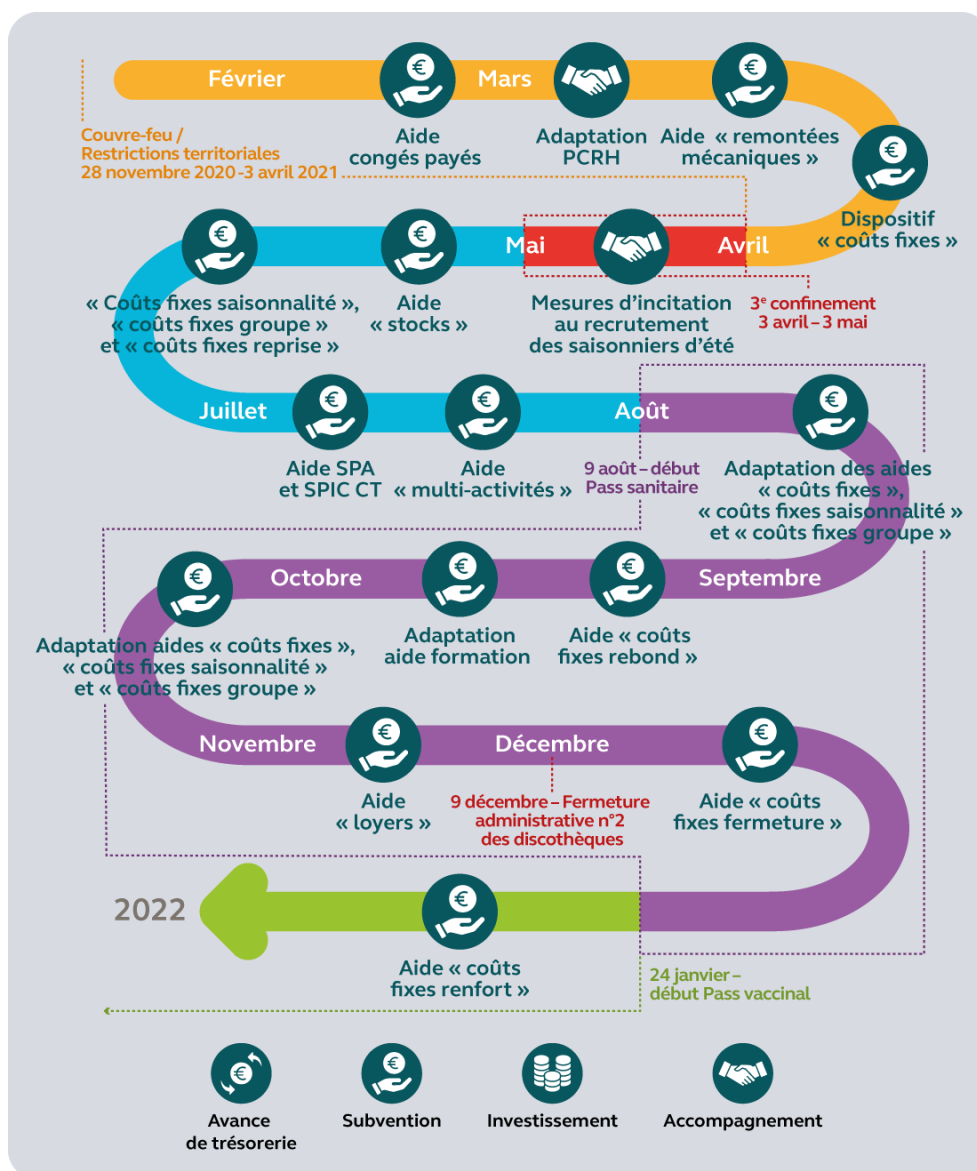 Février
Mars
Aide
congés payés
Adaptation
PCRH
Aide « remontées
mécaniques »
Couvre-feu /
Restrictions territoriales
28 novembre 2020 - 3 avril 2021
Dispositif
« coûts fixes »
Avril
Mai
3e confinement
3 avril – 3 mai
Mesures d’incitation
au recrutement
des saisonniers d’été
Aide
« stocks »
« Coûts fixes saisonnalité »,
« coûts fixes groupe »
et « coûts fixes reprise »
Juillet
Août
Aide SPA
et SPIC CT
Aide
« multi-activités »
9 août – début
Pass sanitaire
Adaptation des aides
« coûts fixes »,
« coûts fixes saisonnalité »
et « coûts fixes groupe »
Septembre
Octobre
Aide « coûts
fixes rebond »
Adaptation
aide formation
Adaptation aides « coûts fixes »,
« coûts fixes saisonnalité »
et « coûts fixes groupe »
Novembre
Décembre
Aide
« loyers »
9 décembre – Fermeture
administrative n°2
des discothèques
Aide « coûts
fixes fermeture »
2022
Aide « coûts
fixes renfort »
24 janvier –
début Pass vaccinal
Avance
de trésorerie
Subvention
Investissement
Accompagnement